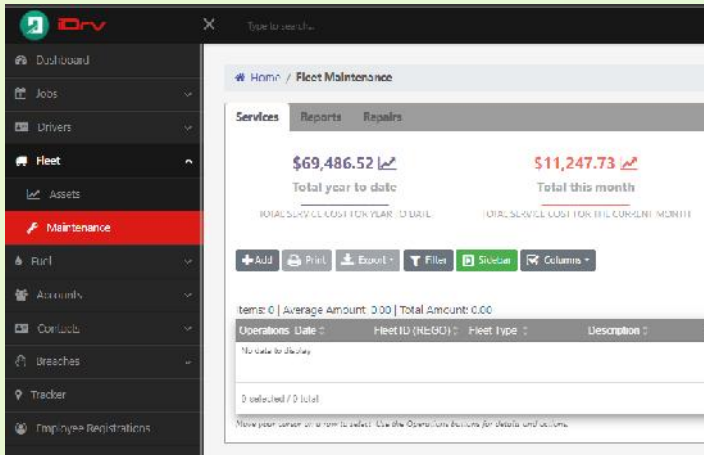 iDrv
Type to search...
Dashboard
Jobs
Drivers
Fleet
Assets
Maintenance
Fuel
Accounts
Contacts
Breaches
Tracker
Employee Registrations
Home / Fleet Maintenance
Services Reports Repairs
$69,486.52 $11,247.73
Total year to date Total this month
TOTAL SERVICE COST FOR YEAR TO DATE TOTAL SERVICE COST FOR THE CURRENT MONTH
Add Print Export Filter Sidebar Columns
Items: 0 | Average Amount: 0.00 | Total Amount: 0.00
Operations Date Fleet ID (REGO) Fleet Type Description
No data to display
0 selected / 0 total
Move your cursor on a row to select. Use the Operations buttons for details and actions.